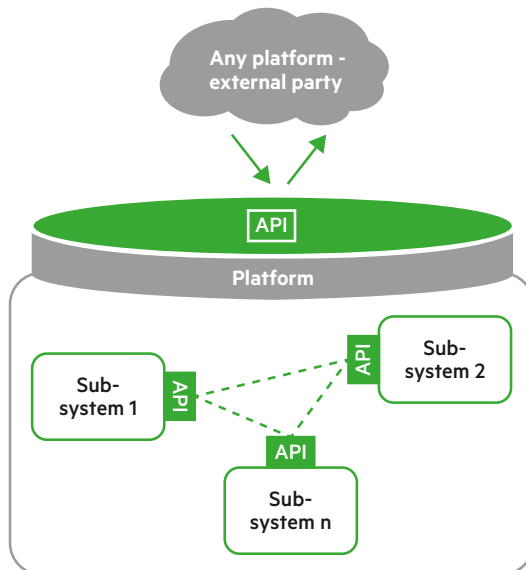 Any platform -
external party
API
Platform
API
Sub-
system 2
Sub-
system 1
API
API
Sub-
system n